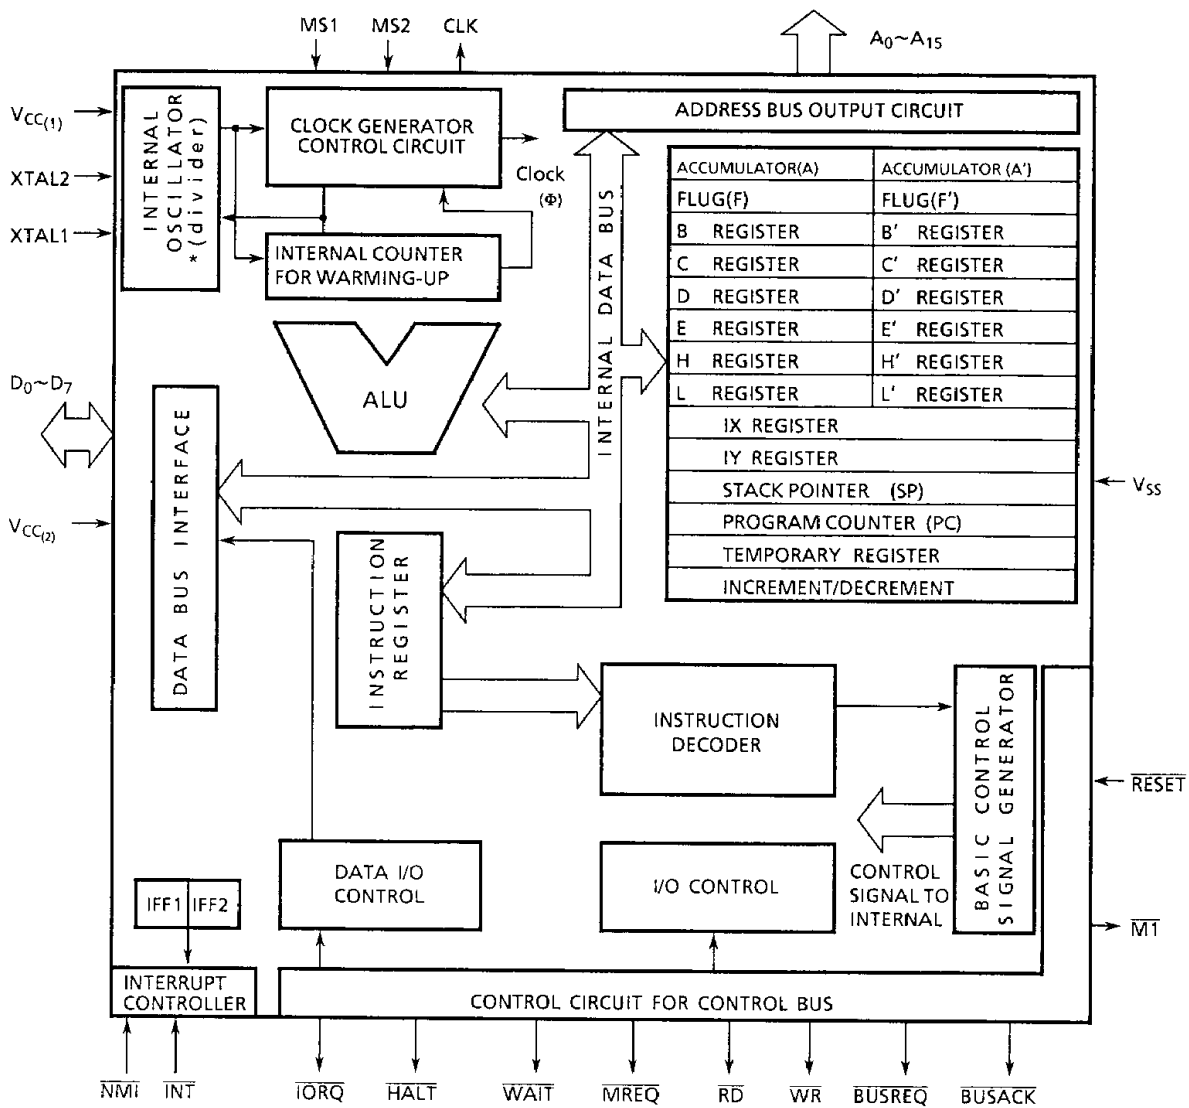 MS1 MS2 CLK
A0~A15
VCC(1)
XTAL2
XTAL1
INTERNAL
OSCILLATOR
*(divider)
CLOCK GENERATOR
CONTROL CIRCUIT
Clock
(Φ)
INTERNAL COUNTER
FOR WARMING-UP
ADDRESS BUS OUTPUT CIRCUIT
INTERNAL DATA BUS
ACCUMULATOR(A) ACCUMULATOR (A')
FLUG(F) FLUG(F')
B REGISTER B' REGISTER
C REGISTER C' REGISTER
D REGISTER D' REGISTER
E REGISTER E' REGISTER
H REGISTER H' REGISTER
L REGISTER L' REGISTER
IX REGISTER
IY REGISTER
STACK POINTER (SP)
PROGRAM COUNTER (PC)
TEMPORARY REGISTER
INCREMENT/DECREMENT
ALU
D0~D7
VCC(2)
VSS
DATA BUS INTERFACE
INSTRUCTION
REGISTER
INSTRUCTION
DECODER
BASIC CONTROL
SIGNAL GENERATOR
RESET
CONTROL
SIGNAL TO
INTERNAL
M1
DATA I/O
CONTROL
I/O CONTROL
IFF1 IFF2
INTERRUPT
CONTROLLER
CONTROL CIRCUIT FOR CONTROL BUS
NMI INT IORQ HALT WAIT MREQ RD WR BUSREQ BUSACK